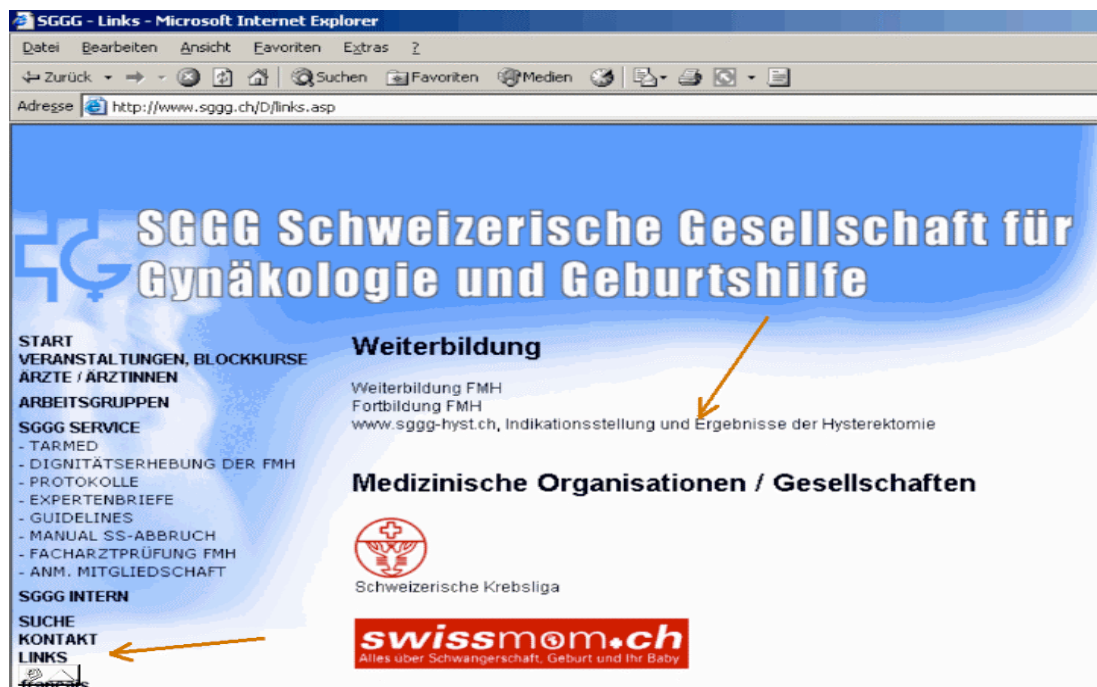 SGGG - Links - Microsoft Internet Explorer
Datei Bearbeiten Ansicht Favoriten Extras ?
Zurück Suchen Favoriten Medien
Adresse http://www.sggg.ch/D/links.asp
SGGG Schweizerische Gesellschaft für
Gynäkologie und Geburtshilfe
START
VERANSTALTUNGEN, BLOCKKURSE
ÄRZTE / ÄRZTINNEN
ARBEITSGRUPPEN
SGGG SERVICE
- TARMED
- DIGNITÄTSERHEBUNG DER FMH
- PROTOKOLLE
- EXPERTENBRIEFE
- GUIDELINES
- MANUAL SS-ABBRUCH
- FACHARZTPRÜFUNG FMH
- ANM. MITGLIEDSCHAFT
SGGG INTERN
SUCHE
KONTAKT
LINKS
français
Weiterbildung
Weiterbildung FMH
Fortbildung FMH
www.sggg-hyst.ch, Indikationsstellung und Ergebnisse der Hysterektomie
Medizinische Organisationen / Gesellschaften
Schweizerische Krebsliga
swissmom.ch
Alles über Schwangerschaft, Geburt und Ihr Baby